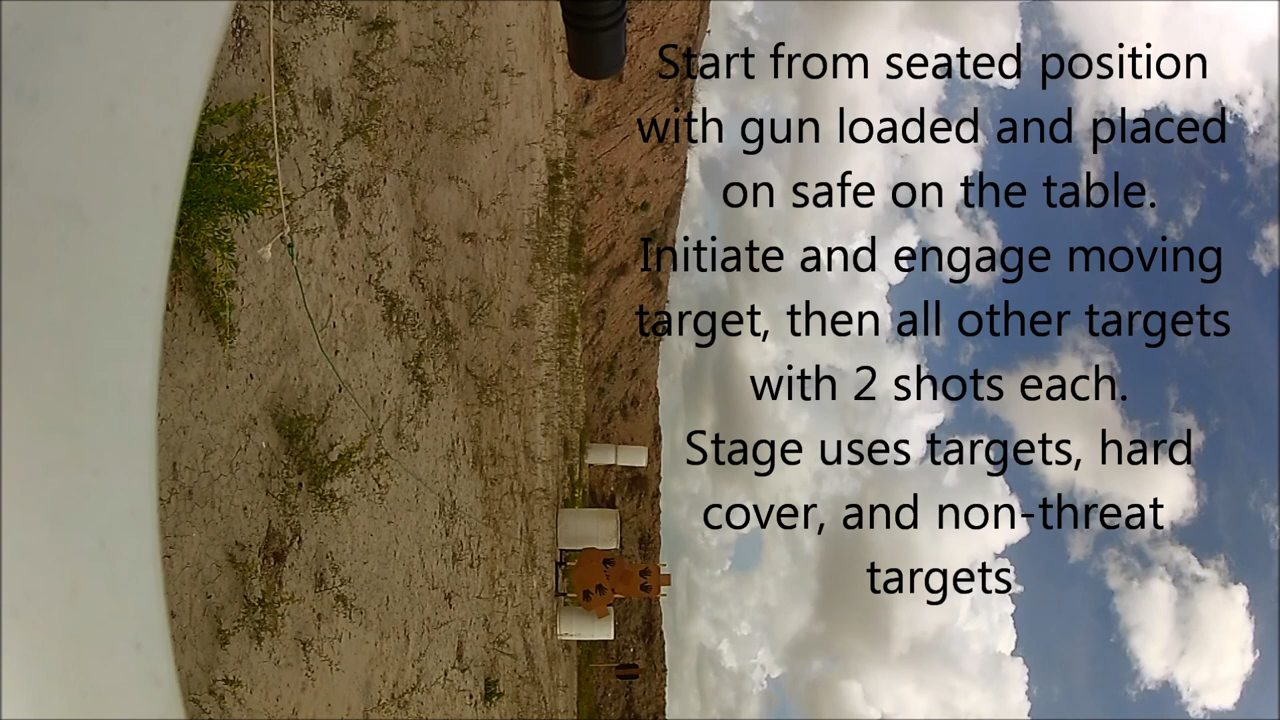 Start from seated position
with gun loaded and placed
on safe on the table.
Initiate and engage moving
target, then all other targets
with 2 shots each.
Stage uses targets, hard
cover, and non-threat
targets